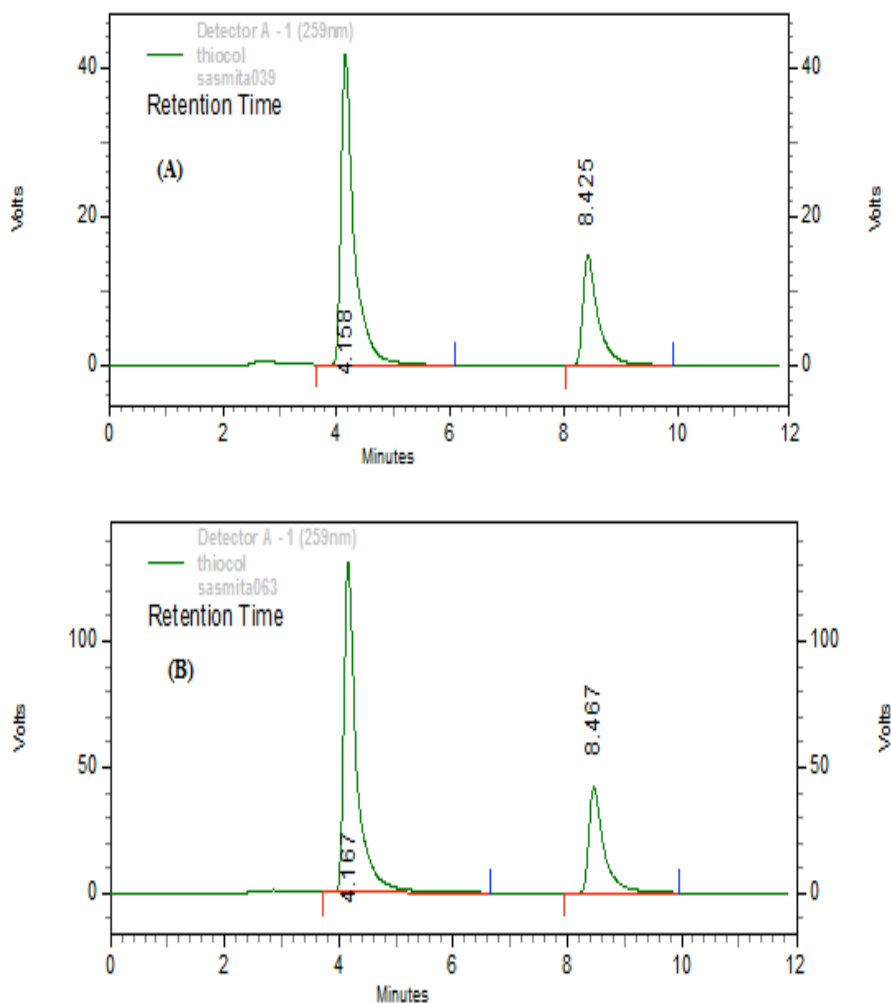 Detector A - 1 (259nm)
thiocol
sasmita039
Retention Time
(A)
Volts
Volts
40
20
0
40
20
0
4.158
8.425
0 2 4 6 8 10 12
Minutes
Detector A - 1 (259nm)
thiocol
sasmita063
Retention Time
(B)
Volts
Volts
100
50
0
100
50
0
4.167
8.467
0 2 4 6 8 10 12
Minutes